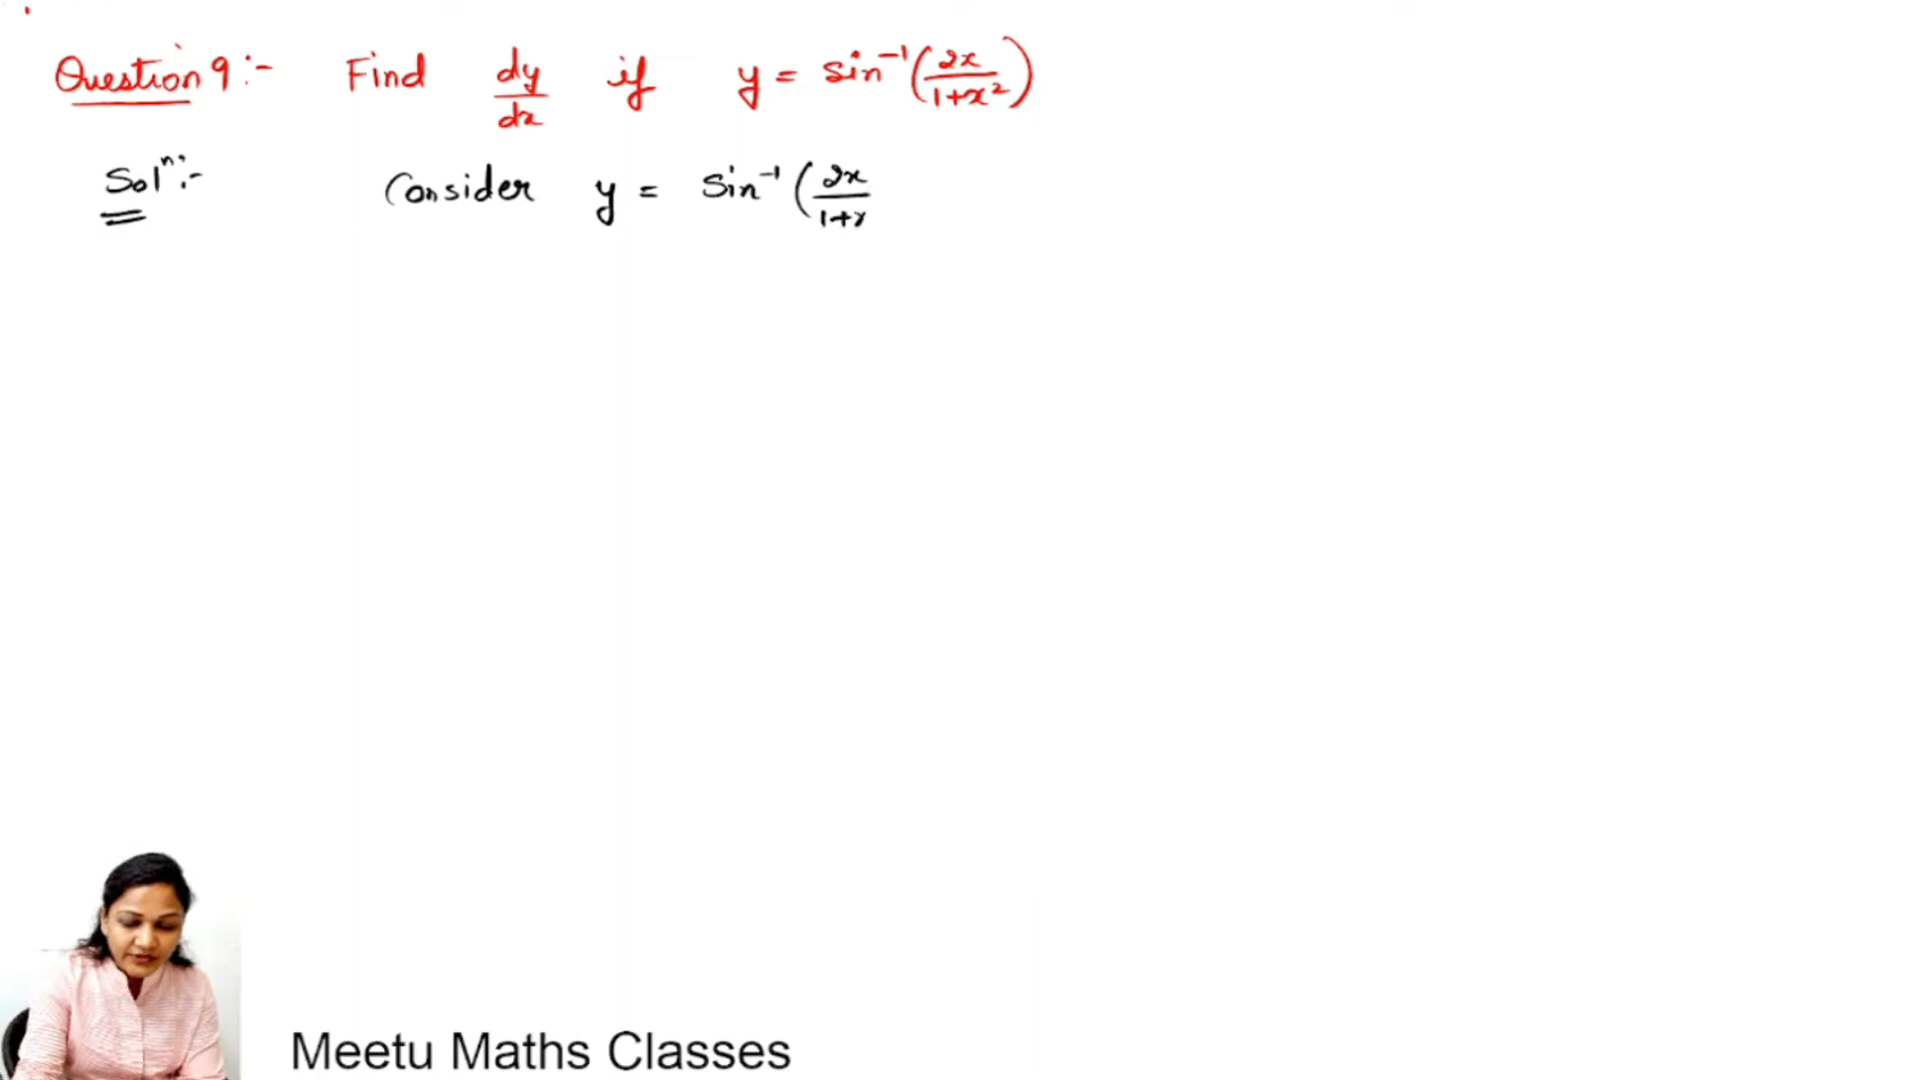 Question 9:- Find dy/dx if y = sin⁻¹(2x/1+x²)
Solⁿ:- Consider y = Sin⁻¹(2x/1+x
Meetu Maths Classes